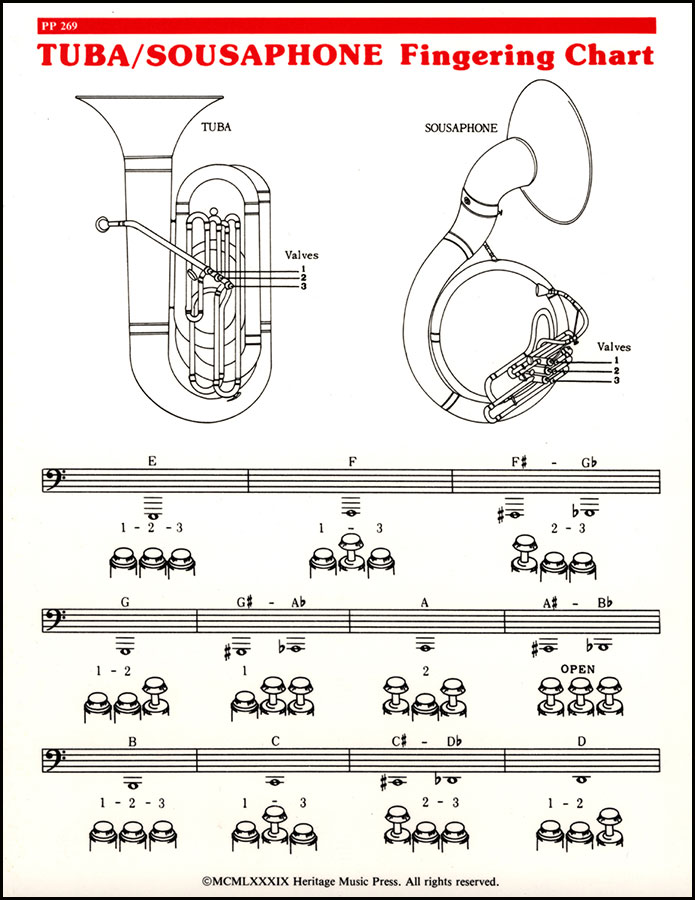 PP 269
TUBA/SOUSAPHONE Fingering Chart
TUBA
SOUSAPHONE
Valves
1
2
3
Valves
1
2
3
E F F♯ - G♭
1 - 2 - 3 1 - 3 2 - 3
G G♯ - A♭ A A♯ - B♭
1 - 2 1 2 OPEN
B C C♯ - D♭ D
1 - 2 - 3 1 - 3 2 - 3 1 - 2
©MCMLXXXIX Heritage Music Press. All rights reserved.